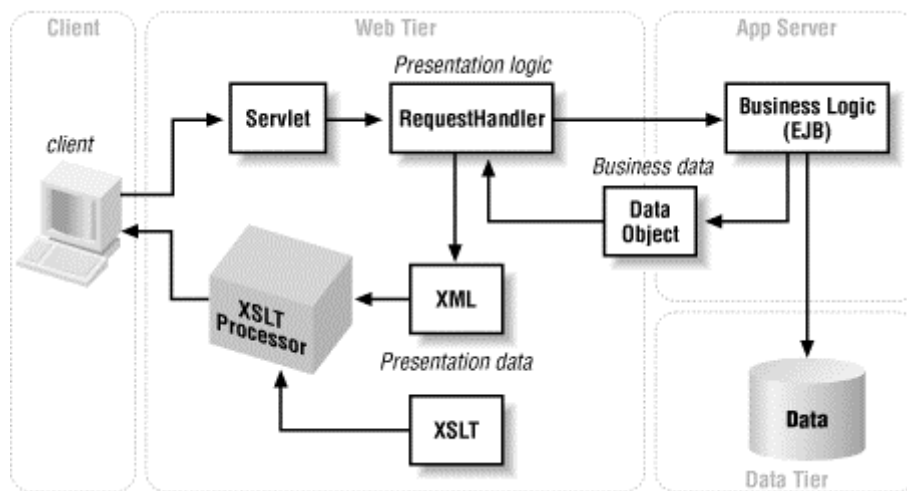 Client
Web Tier
App Server
Presentation logic
Servlet
RequestHandler
Business Logic
(EJB)
client
Business data
Data
Object
XSLT
Processor
XML
Presentation data
XSLT
Data
Data Tier